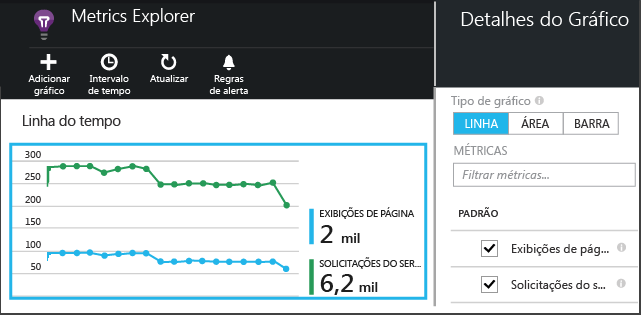 Metrics Explorer
Adicionar
gráfico
Intervalo
de tempo
Atualizar
Regras
de alerta
Linha do tempo
300
250
200
150
100
50
EXIBIÇÕES DE PÁGINA
2 mil
SOLICITAÇÕES DO SER...
6,2 mil
Detalhes do Gráfico
Tipo de gráfico
LINHA
ÁREA
BARRA
MÉTRICAS
Filtrar métricas...
PADRÃO
Exibições de pág...
Solicitações do s...